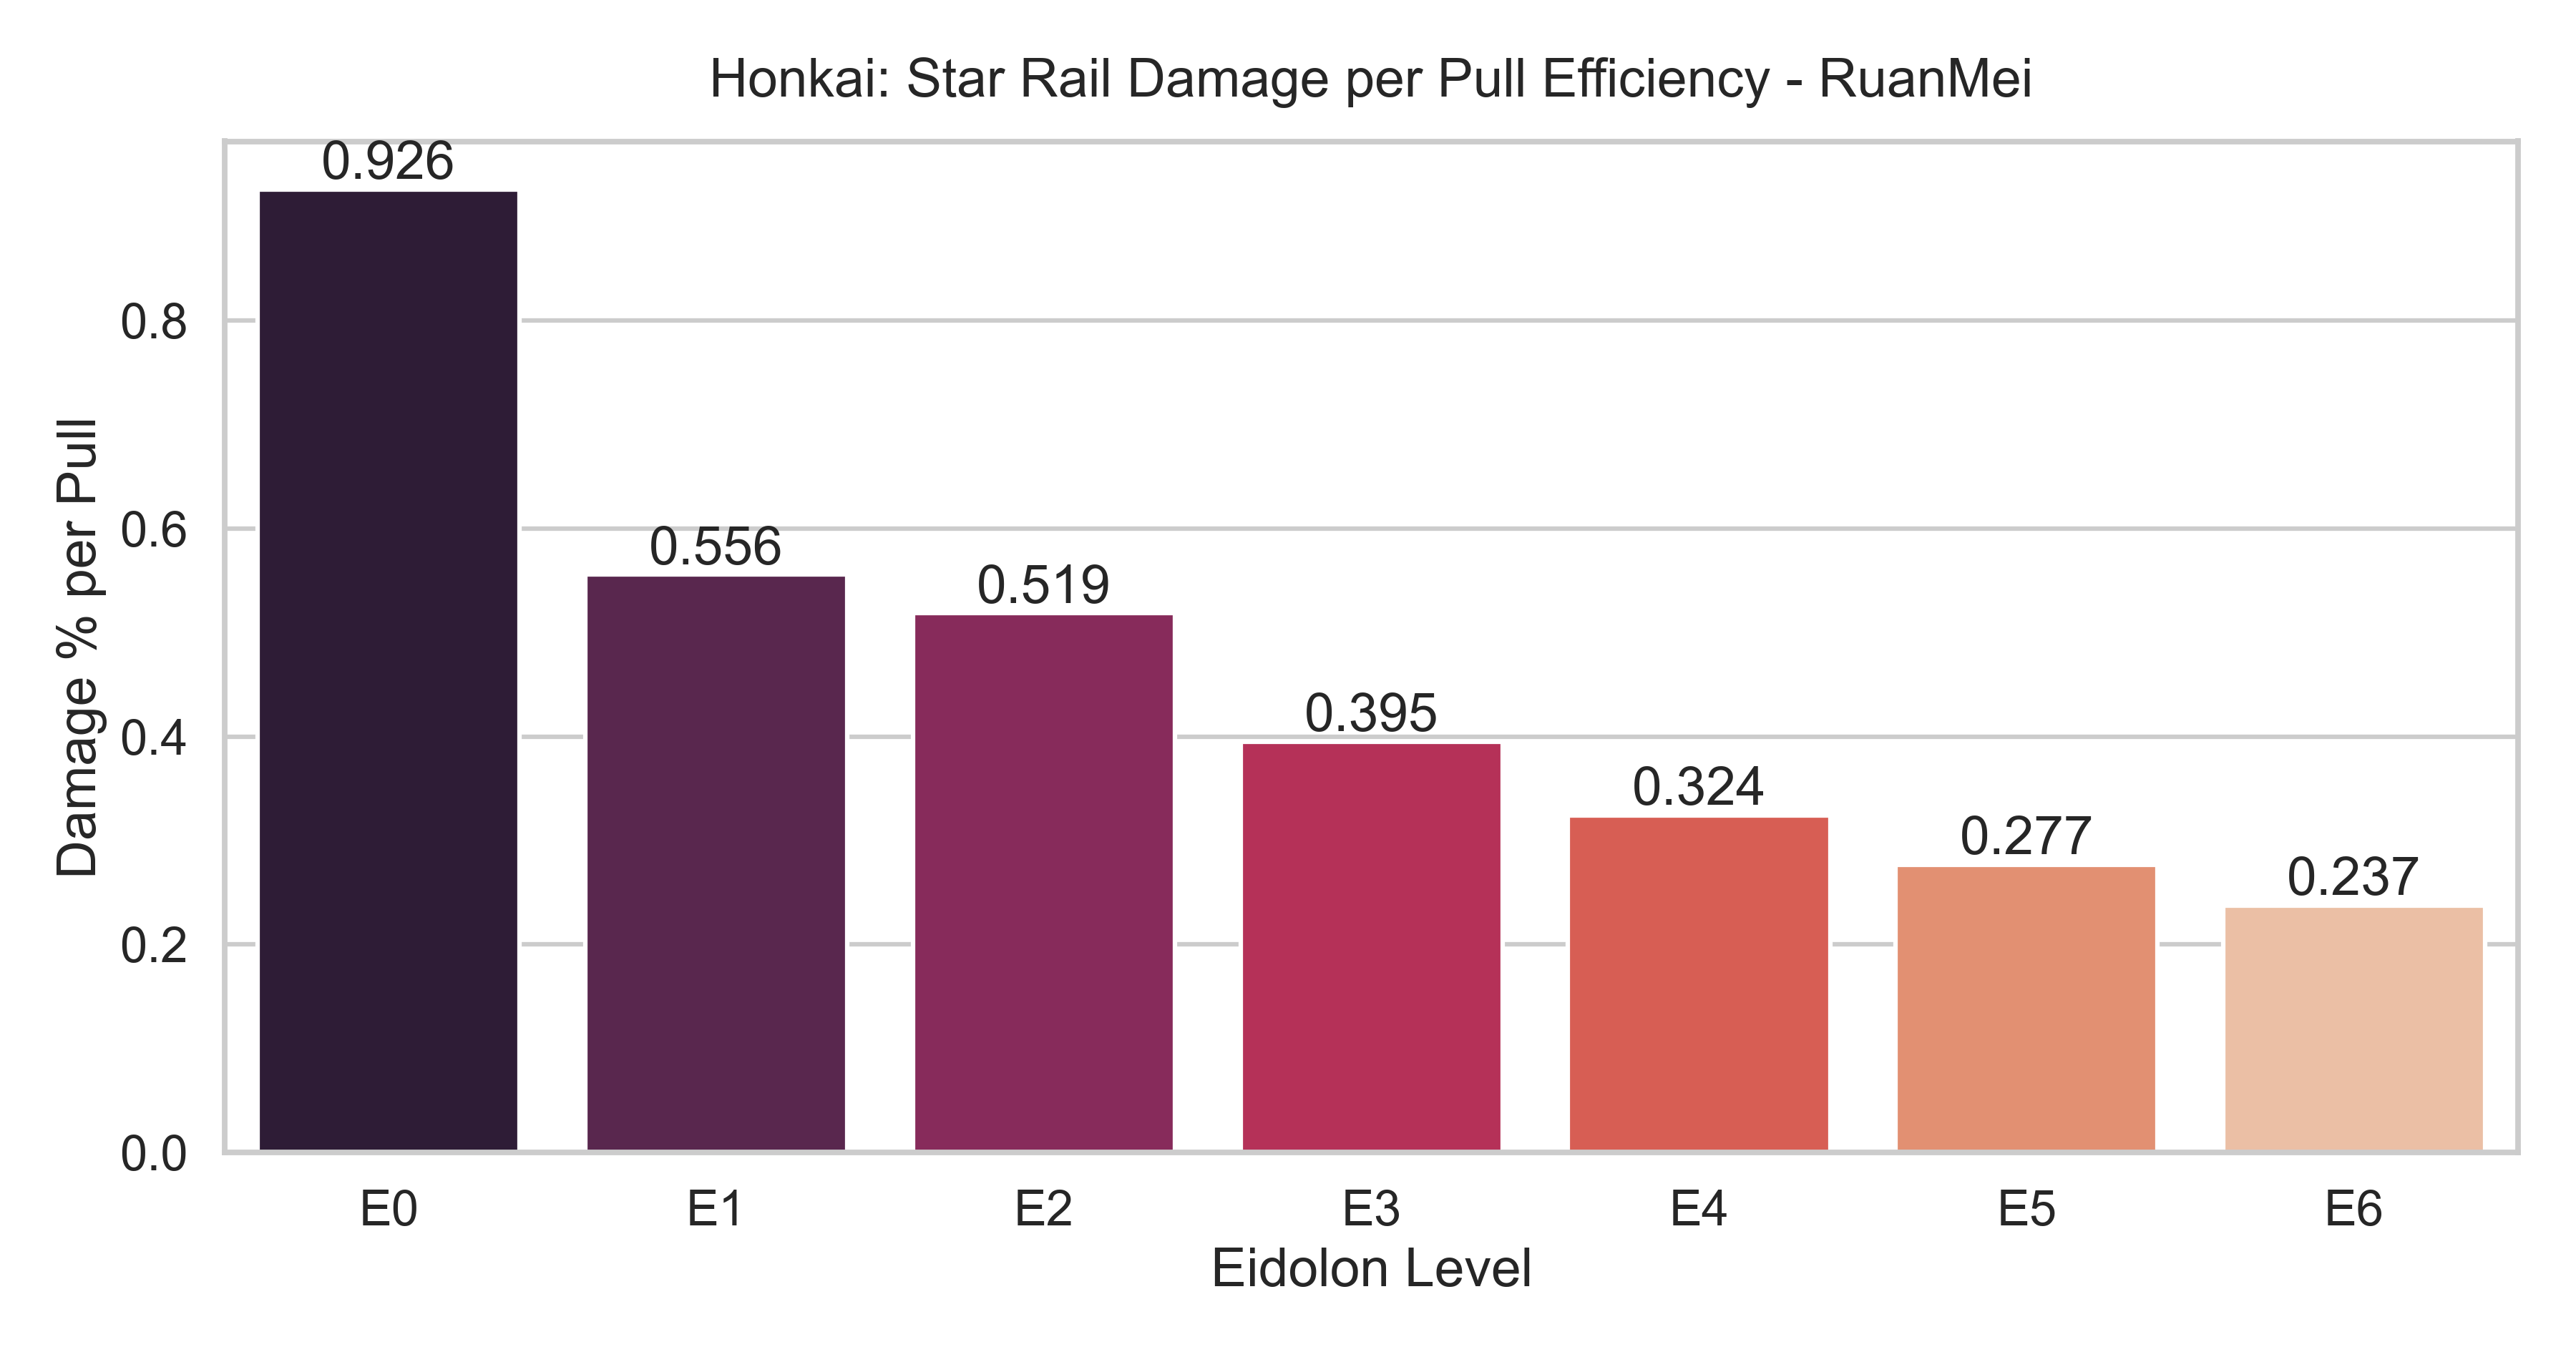 Honkai: Star Rail Damage per Pull Efficiency - RuanMei
Damage % per Pull
0.8
0.6
0.4
0.2
0.0
0.926
0.556
0.519
0.395
0.324
0.277
0.237
E0
E1
E2
E3
E4
E5
E6
Eidolon Level